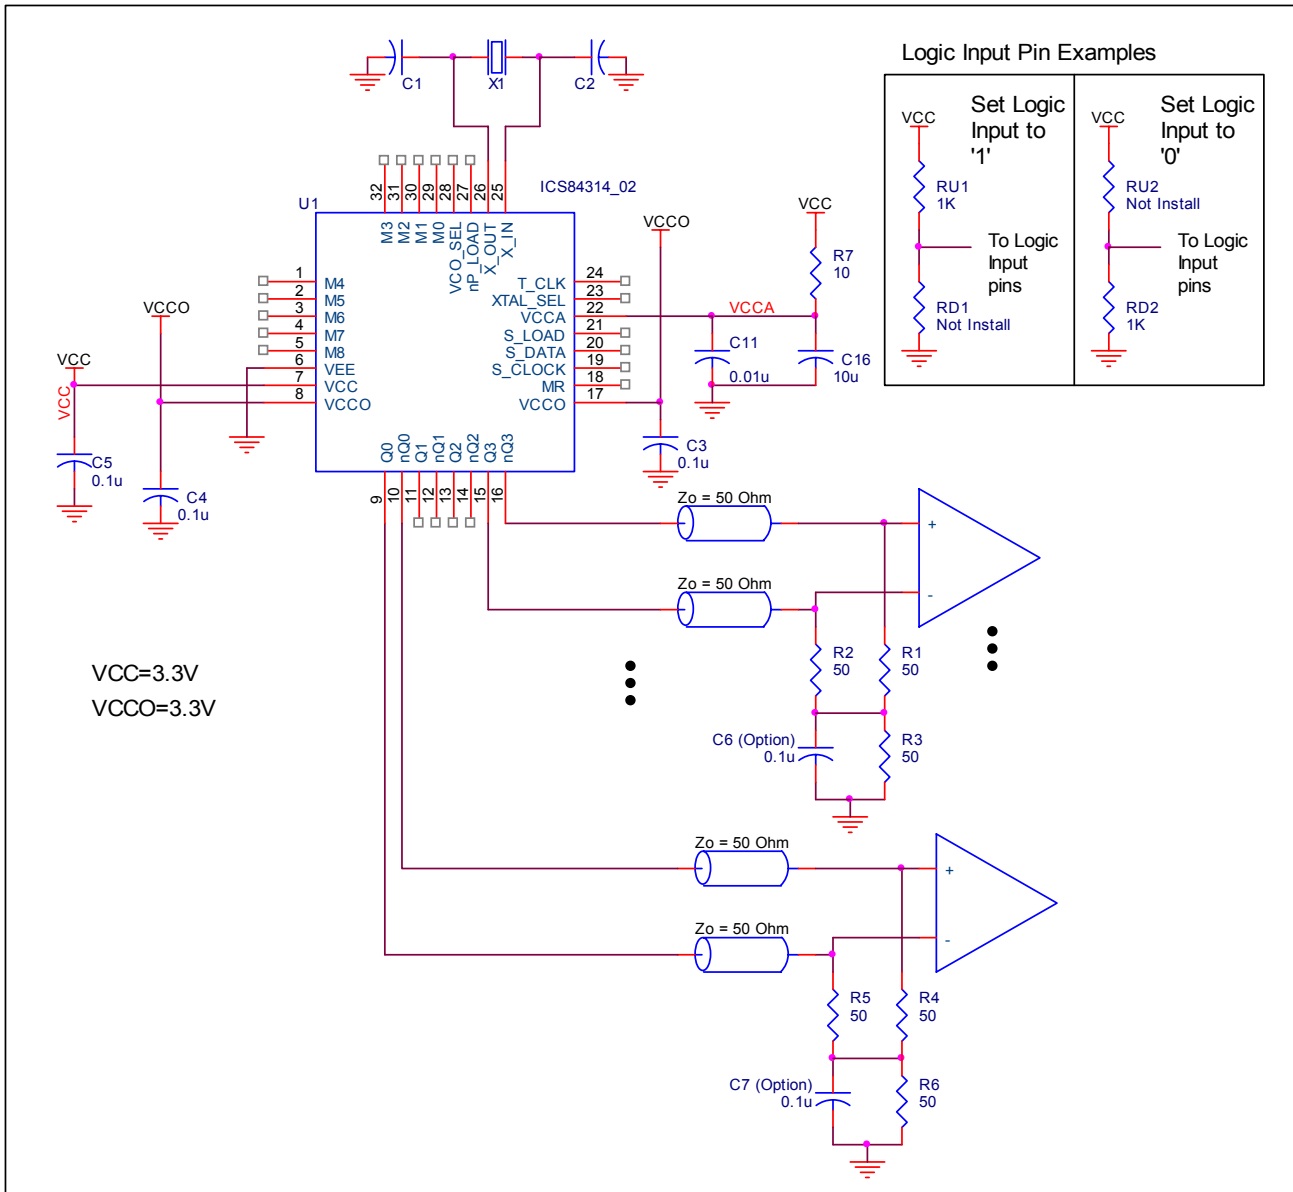 Logic Input Pin Examples
C1
X1
C2
Set Logic
Input to
'1'
VCC
RU1
1K
To Logic
Input
pins
RD1
Not Install
Set Logic
Input to
'0'
VCC
RU2
Not Install
To Logic
Input
pins
RD2
1K
U1
ICS84314_02
32
31
30
29
28
27
26
25
M3
M2
M1
M0
VCO_SEL
nP_LOAD
X_OUT
X_IN
1 M4
2 M5
3 M6
4 M7
5 M8
6 VEE
7 VCC
8 VCCO
T_CLK 24
XTAL_SEL 23
VCCA 22
S_LOAD 21
S_DATA 20
S_CLOCK 19
MR 18
VCCO 17
Q0
nQ0
Q1
nQ1
Q2
nQ2
Q3
nQ3
9
10
11
12
13
14
15
16
VCCO
VCC
VCC
C5
0.1u
C4
0.1u
VCCO
VCC
R7
10
VCCA
C11
0.01u
C16
10u
C3
0.1u
Zo = 50 Ohm
+
Zo = 50 Ohm
-
R2
50
R1
50
C6 (Option)
0.1u
R3
50
VCC=3.3V
VCCO=3.3V
Zo = 50 Ohm
+
Zo = 50 Ohm
-
R5
50
R4
50
C7 (Option)
0.1u
R6
50